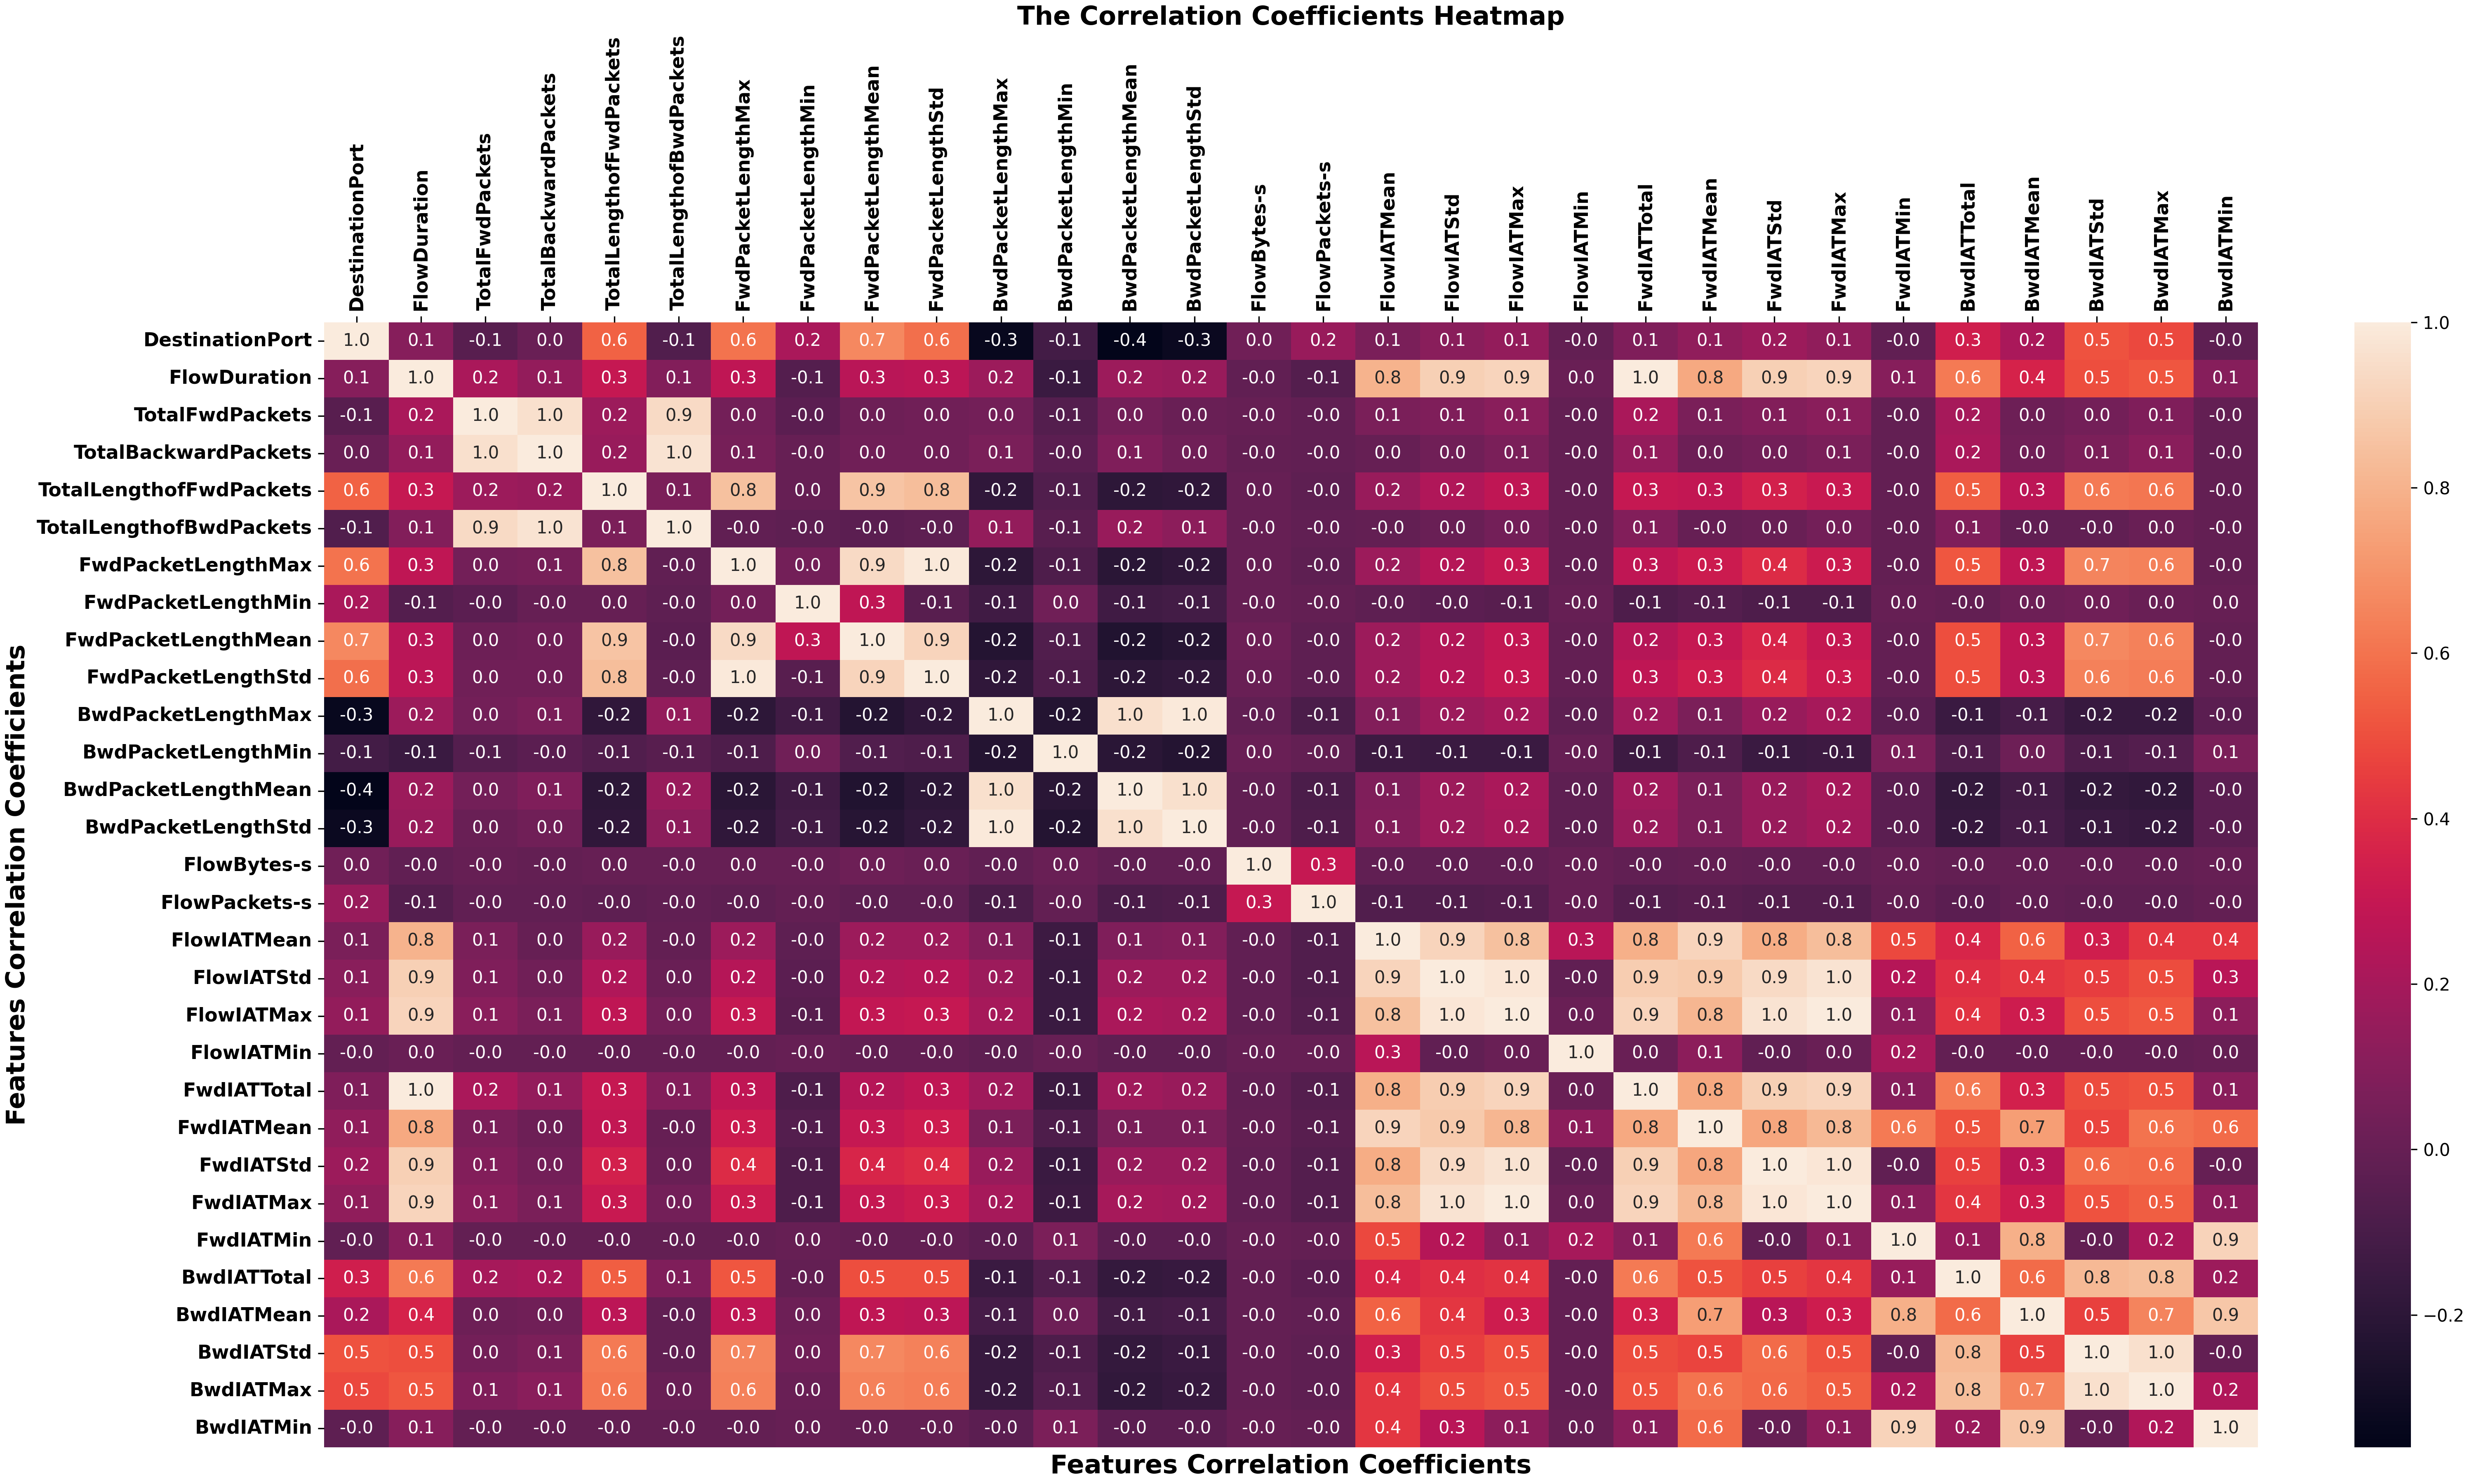 The Correlation Coefficients Heatmap
DestinationPort
FlowDuration
TotalFwdPackets
TotalBackwardPackets
TotalLengthofFwdPackets
TotalLengthofBwdPackets
FwdPacketLengthMax
FwdPacketLengthMin
FwdPacketLengthMean
FwdPacketLengthStd
BwdPacketLengthMax
BwdPacketLengthMin
BwdPacketLengthMean
BwdPacketLengthStd
FlowBytes-s
FlowPackets-s
FlowIATMean
FlowIATStd
FlowIATMax
FlowIATMin
FwdIATTotal
FwdIATMean
FwdIATStd
FwdIATMax
FwdIATMin
BwdIATTotal
BwdIATMean
BwdIATStd
BwdIATMax
BwdIATMin
DestinationPort 1.0 0.1 -0.1 0.0 0.6 -0.1 0.6 0.2 0.7 0.6 -0.3 -0.1 -0.4 -0.3 0.0 0.2 0.1 0.1 0.1 -0.0 0.1 0.1 0.2 0.1 -0.0 0.3 0.2 0.5 0.5 -0.0
FlowDuration 0.1 1.0 0.2 0.1 0.3 0.1 0.3 -0.1 0.3 0.3 0.2 -0.1 0.2 0.2 -0.0 -0.1 0.8 0.9 0.9 0.0 1.0 0.8 0.9 0.9 0.1 0.6 0.4 0.5 0.5 0.1
TotalFwdPackets -0.1 0.2 1.0 1.0 0.2 0.9 0.0 -0.0 0.0 0.0 0.0 -0.1 0.0 0.0 -0.0 -0.0 0.1 0.1 0.1 -0.0 0.2 0.1 0.1 0.1 -0.0 0.2 0.0 0.0 0.1 -0.0
TotalBackwardPackets 0.0 0.1 1.0 1.0 0.2 1.0 0.1 -0.0 0.0 0.0 0.1 -0.0 0.1 0.0 -0.0 -0.0 0.0 0.0 0.1 -0.0 0.1 0.0 0.0 0.1 -0.0 0.2 0.0 0.1 0.1 -0.0
TotalLengthofFwdPackets 0.6 0.3 0.2 0.2 1.0 0.1 0.8 0.0 0.9 0.8 -0.2 -0.1 -0.2 -0.2 0.0 -0.0 0.2 0.2 0.3 -0.0 0.3 0.3 0.3 0.3 -0.0 0.5 0.3 0.6 0.6 -0.0
TotalLengthofBwdPackets -0.1 0.1 0.9 1.0 0.1 1.0 -0.0 -0.0 -0.0 -0.0 0.1 -0.1 0.2 0.1 -0.0 -0.0 -0.0 0.0 0.0 -0.0 0.1 -0.0 0.0 0.0 -0.0 0.1 -0.0 -0.0 0.0 -0.0
FwdPacketLengthMax 0.6 0.3 0.0 0.1 0.8 -0.0 1.0 0.0 0.9 1.0 -0.2 -0.1 -0.2 -0.2 0.0 -0.0 0.2 0.2 0.3 -0.0 0.3 0.3 0.4 0.3 -0.0 0.5 0.3 0.7 0.6 -0.0
FwdPacketLengthMin 0.2 -0.1 -0.0 -0.0 0.0 -0.0 0.0 1.0 0.3 -0.1 -0.1 0.0 -0.1 -0.1 -0.0 -0.0 -0.0 -0.0 -0.1 -0.0 -0.1 -0.1 -0.1 -0.1 0.0 -0.0 0.0 0.0 0.0 0.0
FwdPacketLengthMean 0.7 0.3 0.0 0.0 0.9 -0.0 0.9 0.3 1.0 0.9 -0.2 -0.1 -0.2 -0.2 0.0 -0.0 0.2 0.2 0.3 -0.0 0.2 0.3 0.4 0.3 -0.0 0.5 0.3 0.7 0.6 -0.0
FwdPacketLengthStd 0.6 0.3 0.0 0.0 0.8 -0.0 1.0 -0.1 0.9 1.0 -0.2 -0.1 -0.2 -0.2 0.0 -0.0 0.2 0.2 0.3 -0.0 0.3 0.3 0.4 0.3 -0.0 0.5 0.3 0.6 0.6 -0.0
BwdPacketLengthMax -0.3 0.2 0.0 0.1 -0.2 0.1 -0.2 -0.1 -0.2 -0.2 1.0 -0.2 1.0 1.0 -0.0 -0.1 0.1 0.2 0.2 -0.0 0.2 0.1 0.2 0.2 -0.0 -0.1 -0.1 -0.2 -0.2 -0.0
BwdPacketLengthMin -0.1 -0.1 -0.1 -0.0 -0.1 -0.1 -0.1 0.0 -0.1 -0.1 -0.2 1.0 -0.2 -0.2 0.0 -0.0 -0.1 -0.1 -0.1 -0.0 -0.1 -0.1 -0.1 -0.1 0.1 -0.1 0.0 -0.1 -0.1 0.1
BwdPacketLengthMean -0.4 0.2 0.0 0.1 -0.2 0.2 -0.2 -0.1 -0.2 -0.2 1.0 -0.2 1.0 1.0 -0.0 -0.1 0.1 0.2 0.2 -0.0 0.2 0.1 0.2 0.2 -0.0 -0.2 -0.1 -0.2 -0.2 -0.0
BwdPacketLengthStd -0.3 0.2 0.0 0.0 -0.2 0.1 -0.2 -0.1 -0.2 -0.2 1.0 -0.2 1.0 1.0 -0.0 -0.1 0.1 0.2 0.2 -0.0 0.2 0.1 0.2 0.2 -0.0 -0.2 -0.1 -0.1 -0.2 -0.0
FlowBytes-s 0.0 -0.0 -0.0 -0.0 0.0 -0.0 0.0 -0.0 0.0 0.0 -0.0 0.0 -0.0 -0.0 1.0 0.3 -0.0 -0.0 -0.0 -0.0 -0.0 -0.0 -0.0 -0.0 -0.0 -0.0 -0.0 -0.0 -0.0 -0.0
FlowPackets-s 0.2 -0.1 -0.0 -0.0 -0.0 -0.0 -0.0 -0.0 -0.0 -0.0 -0.1 -0.0 -0.1 -0.1 0.3 1.0 -0.1 -0.1 -0.1 -0.0 -0.1 -0.1 -0.1 -0.1 -0.0 -0.0 -0.0 -0.0 -0.0 -0.0
FlowIATMean 0.1 0.8 0.1 0.0 0.2 -0.0 0.2 -0.0 0.2 0.2 0.1 -0.1 0.1 0.1 -0.0 -0.1 1.0 0.9 0.8 0.3 0.8 0.9 0.8 0.8 0.5 0.4 0.6 0.3 0.4 0.4
FlowIATStd 0.1 0.9 0.1 0.0 0.2 0.0 0.2 -0.0 0.2 0.2 0.2 -0.1 0.2 0.2 -0.0 -0.1 0.9 1.0 1.0 -0.0 0.9 0.9 0.9 1.0 0.2 0.4 0.4 0.5 0.5 0.3
FlowIATMax 0.1 0.9 0.1 0.1 0.3 0.0 0.3 -0.1 0.3 0.3 0.2 -0.1 0.2 0.2 -0.0 -0.1 0.8 1.0 1.0 0.0 0.9 0.8 1.0 1.0 0.1 0.4 0.3 0.5 0.5 0.1
FlowIATMin -0.0 0.0 -0.0 -0.0 -0.0 -0.0 -0.0 -0.0 -0.0 -0.0 -0.0 -0.0 -0.0 -0.0 -0.0 -0.0 0.3 -0.0 0.0 1.0 0.0 0.1 -0.0 0.0 0.2 -0.0 -0.0 -0.0 -0.0 0.0
FwdIATTotal 0.1 1.0 0.2 0.1 0.3 0.1 0.3 -0.1 0.2 0.3 0.2 -0.1 0.2 0.2 -0.0 -0.1 0.8 0.9 0.9 0.0 1.0 0.8 0.9 0.9 0.1 0.6 0.3 0.5 0.5 0.1
FwdIATMean 0.1 0.8 0.1 0.0 0.3 -0.0 0.3 -0.1 0.3 0.3 0.1 -0.1 0.1 0.1 -0.0 -0.1 0.9 0.9 0.8 0.1 0.8 1.0 0.8 0.8 0.6 0.5 0.7 0.5 0.6 0.6
FwdIATStd 0.2 0.9 0.1 0.0 0.3 0.0 0.4 -0.1 0.4 0.4 0.2 -0.1 0.2 0.2 -0.0 -0.1 0.8 0.9 1.0 -0.0 0.9 0.8 1.0 1.0 -0.0 0.5 0.3 0.6 0.6 -0.0
FwdIATMax 0.1 0.9 0.1 0.1 0.3 0.0 0.3 -0.1 0.3 0.3 0.2 -0.1 0.2 0.2 -0.0 -0.1 0.8 1.0 1.0 0.0 0.9 0.8 1.0 1.0 0.1 0.4 0.3 0.5 0.5 0.1
FwdIATMin -0.0 0.1 -0.0 -0.0 -0.0 -0.0 -0.0 0.0 -0.0 -0.0 -0.0 0.1 -0.0 -0.0 -0.0 -0.0 0.5 0.2 0.1 0.2 0.1 0.6 -0.0 0.1 1.0 0.1 0.8 -0.0 0.2 0.9
BwdIATTotal 0.3 0.6 0.2 0.2 0.5 0.1 0.5 -0.0 0.5 0.5 -0.1 -0.1 -0.2 -0.2 -0.0 -0.0 0.4 0.4 0.4 -0.0 0.6 0.5 0.5 0.4 0.1 1.0 0.6 0.8 0.8 0.2
BwdIATMean 0.2 0.4 0.0 0.0 0.3 -0.0 0.3 0.0 0.3 0.3 -0.1 0.0 -0.1 -0.1 -0.0 -0.0 0.6 0.4 0.3 -0.0 0.3 0.7 0.3 0.3 0.8 0.6 1.0 0.5 0.7 0.9
BwdIATStd 0.5 0.5 0.0 0.1 0.6 -0.0 0.7 0.0 0.7 0.6 -0.2 -0.1 -0.2 -0.1 -0.0 -0.0 0.3 0.5 0.5 -0.0 0.5 0.5 0.6 0.5 -0.0 0.8 0.5 1.0 1.0 -0.0
BwdIATMax 0.5 0.5 0.1 0.1 0.6 0.0 0.6 0.0 0.6 0.6 -0.2 -0.1 -0.2 -0.2 -0.0 -0.0 0.4 0.5 0.5 -0.0 0.5 0.6 0.6 0.5 0.2 0.8 0.7 1.0 1.0 0.2
BwdIATMin -0.0 0.1 -0.0 -0.0 -0.0 -0.0 -0.0 0.0 -0.0 -0.0 -0.0 0.1 -0.0 -0.0 -0.0 -0.0 0.4 0.3 0.1 0.0 0.1 0.6 -0.0 0.1 0.9 0.2 0.9 -0.0 0.2 1.0
Features Correlation Coefficients
Features Correlation Coefficients
1.0
0.8
0.6
0.4
0.2
0.0
−0.2